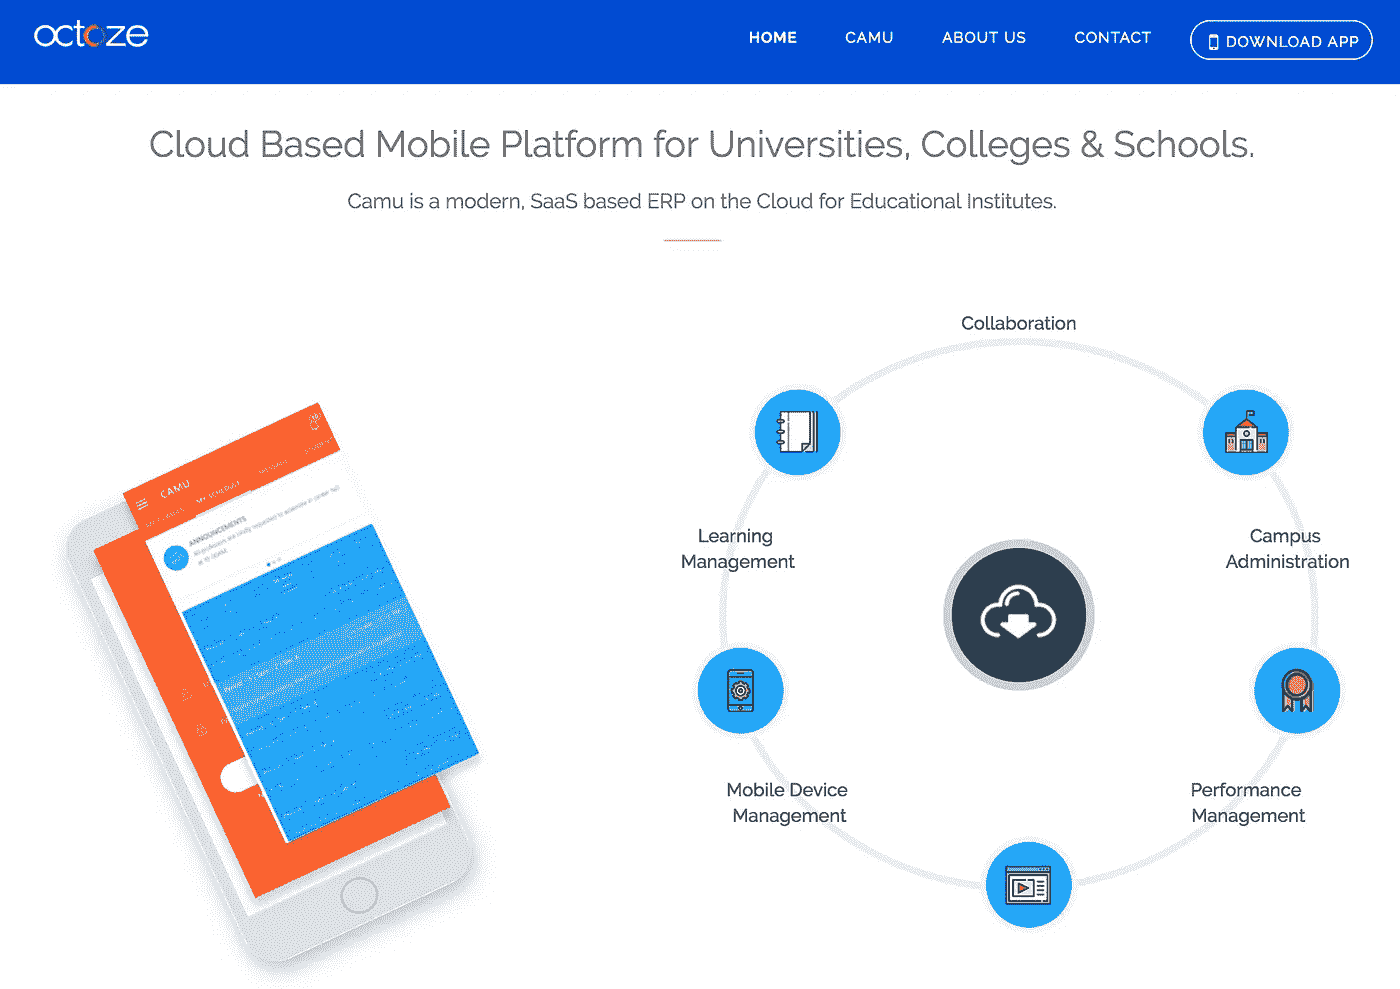 octoze
HOME
CAMU
ABOUT US
CONTACT
DOWNLOAD APP
Cloud Based Mobile Platform for Universities, Colleges & Schools.
Camu is a modern, SaaS based ERP on the Cloud for Educational Institutes.
CAMU
ANNOUNCEMENTS
Collaboration
Learning
Management
Campus
Administration
Mobile Device
Management
Performance
Management